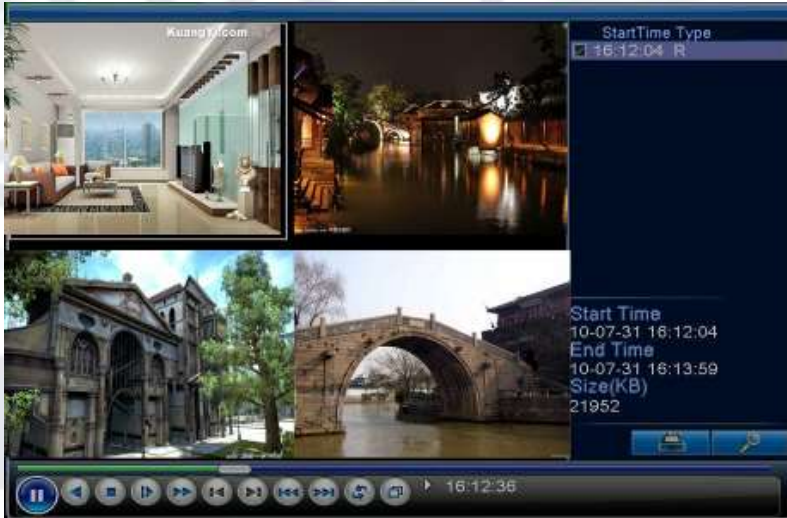 KuangYi.com
StartTime Type
16:12:04 R
Start Time
10-07-31 16:12:04
End Time
10-07-31 16:13:59
Size(KB)
21952
16:12:36